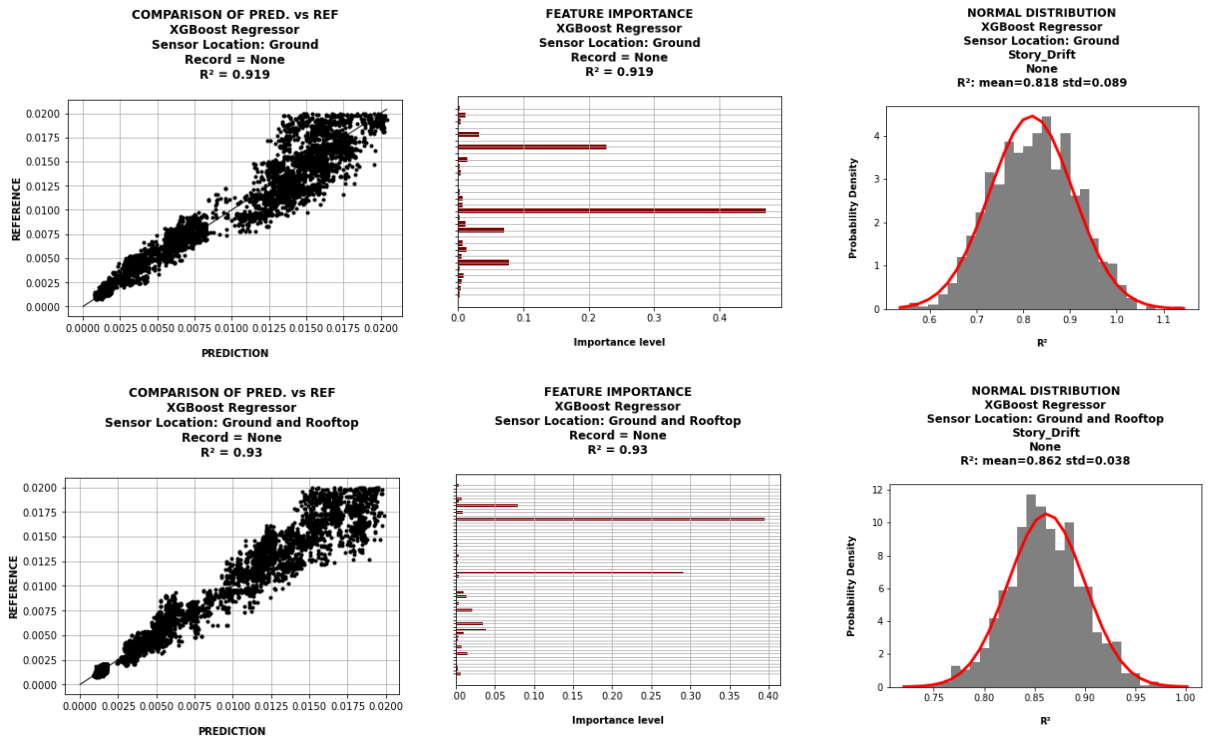 COMPARISON OF PRED. vs REF
XGBoost Regressor
Sensor Location: Ground
Record = None
R² = 0.919
0.0200
0.0175
0.0150
0.0125
0.0100
0.0075
0.0050
0.0025
0.0000
REFERENCE
0.0000 0.0025 0.0050 0.0075 0.0100 0.0125 0.0150 0.0175 0.0200
PREDICTION
FEATURE IMPORTANCE
XGBoost Regressor
Sensor Location: Ground
Record = None
R² = 0.919
0.0 0.1 0.2 0.3 0.4
Importance level
NORMAL DISTRIBUTION
XGBoost Regressor
Sensor Location: Ground
Story_Drift
None
R²: mean=0.818 std=0.089
4
3
2
1
0
Probability Density
0.6 0.7 0.8 0.9 1.0 1.1
R²
COMPARISON OF PRED. vs REF
XGBoost Regressor
Sensor Location: Ground and Rooftop
Record = None
R² = 0.93
0.0200
0.0175
0.0150
0.0125
0.0100
0.0075
0.0050
0.0025
0.0000
REFERENCE
0.0000 0.0025 0.0050 0.0075 0.0100 0.0125 0.0150 0.0175 0.0200
PREDICTION
FEATURE IMPORTANCE
XGBoost Regressor
Sensor Location: Ground and Rooftop
Record = None
R² = 0.93
0.00 0.05 0.10 0.15 0.20 0.25 0.30 0.35 0.40
Importance level
NORMAL DISTRIBUTION
XGBoost Regressor
Sensor Location: Ground and Rooftop
Story_Drift
None
R²: mean=0.862 std=0.038
12
10
8
6
4
2
0
Probability Density
0.75 0.80 0.85 0.90 0.95 1.00
R²